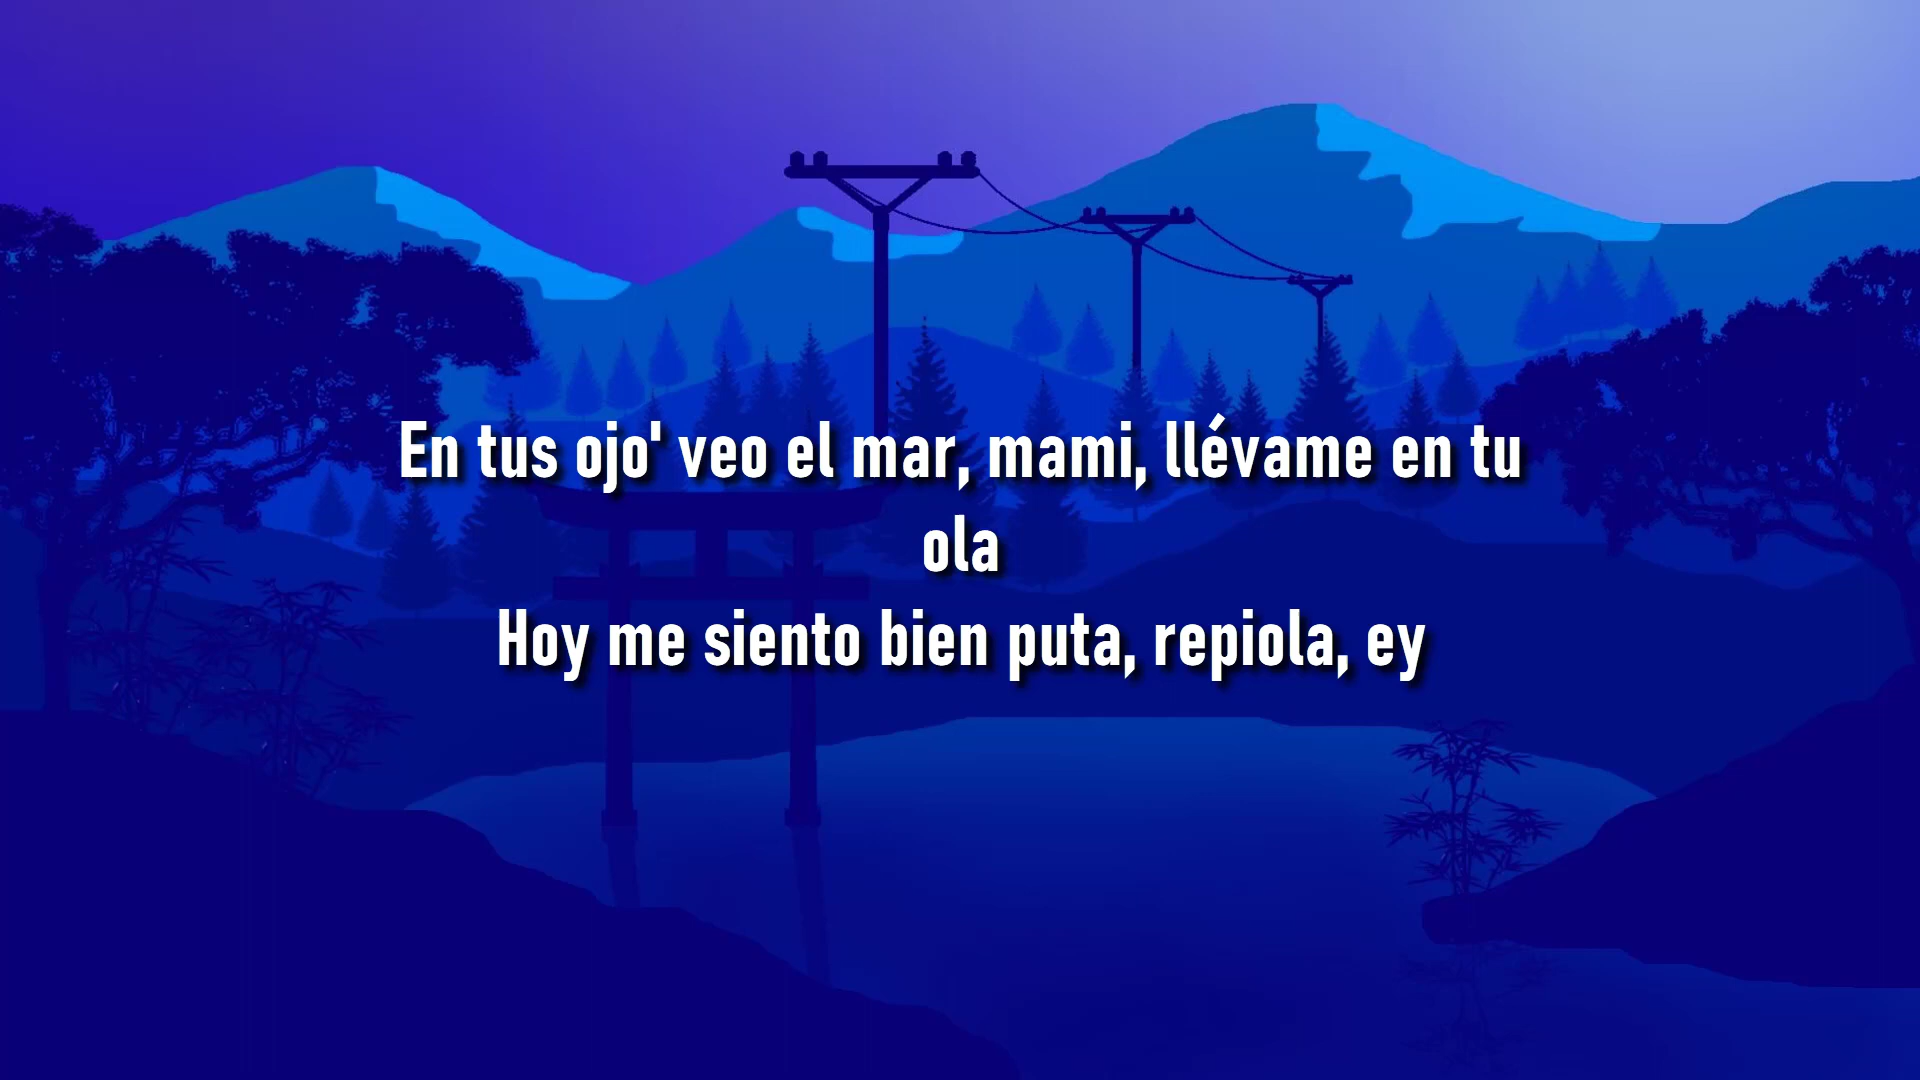 En tus ojo' veo el mar, mami, llévame en tu
ola
Hoy me siento bien puta, repiola, ey